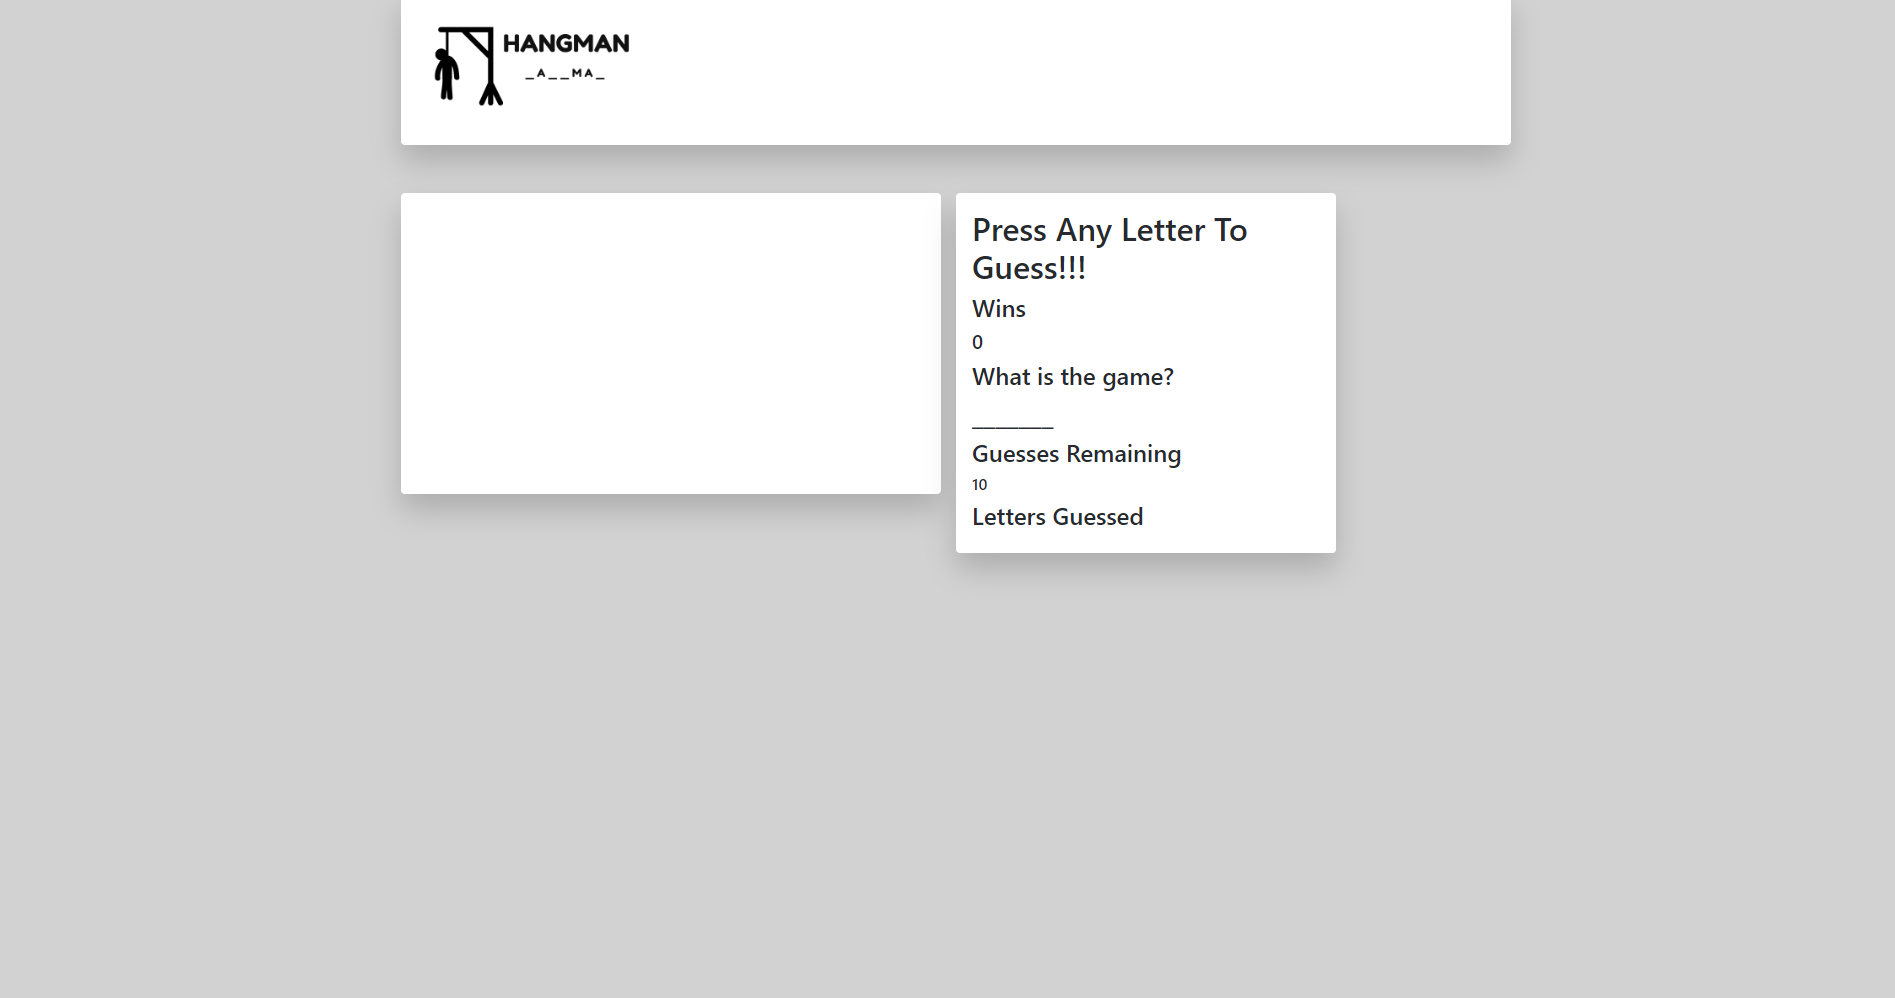 HANGMAN
_A__MA_
Press Any Letter To
Guess!!!
Wins
0
What is the game?
_______
Guesses Remaining
10
Letters Guessed